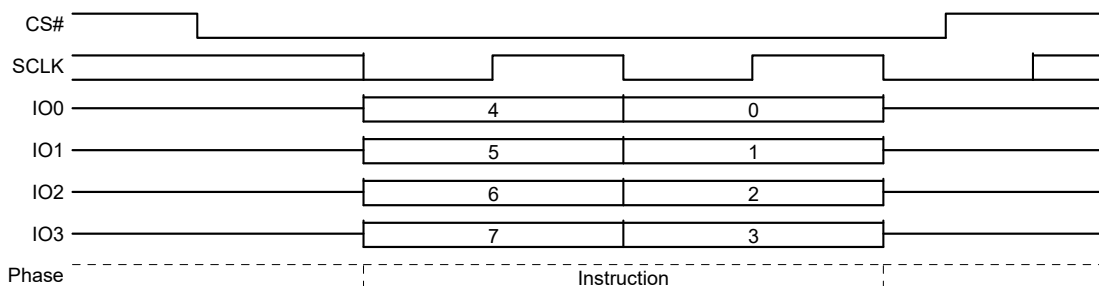 CS#
SCLK
IO0 4 0
IO1 5 1
IO2 6 2
IO3 7 3
Phase Instruction